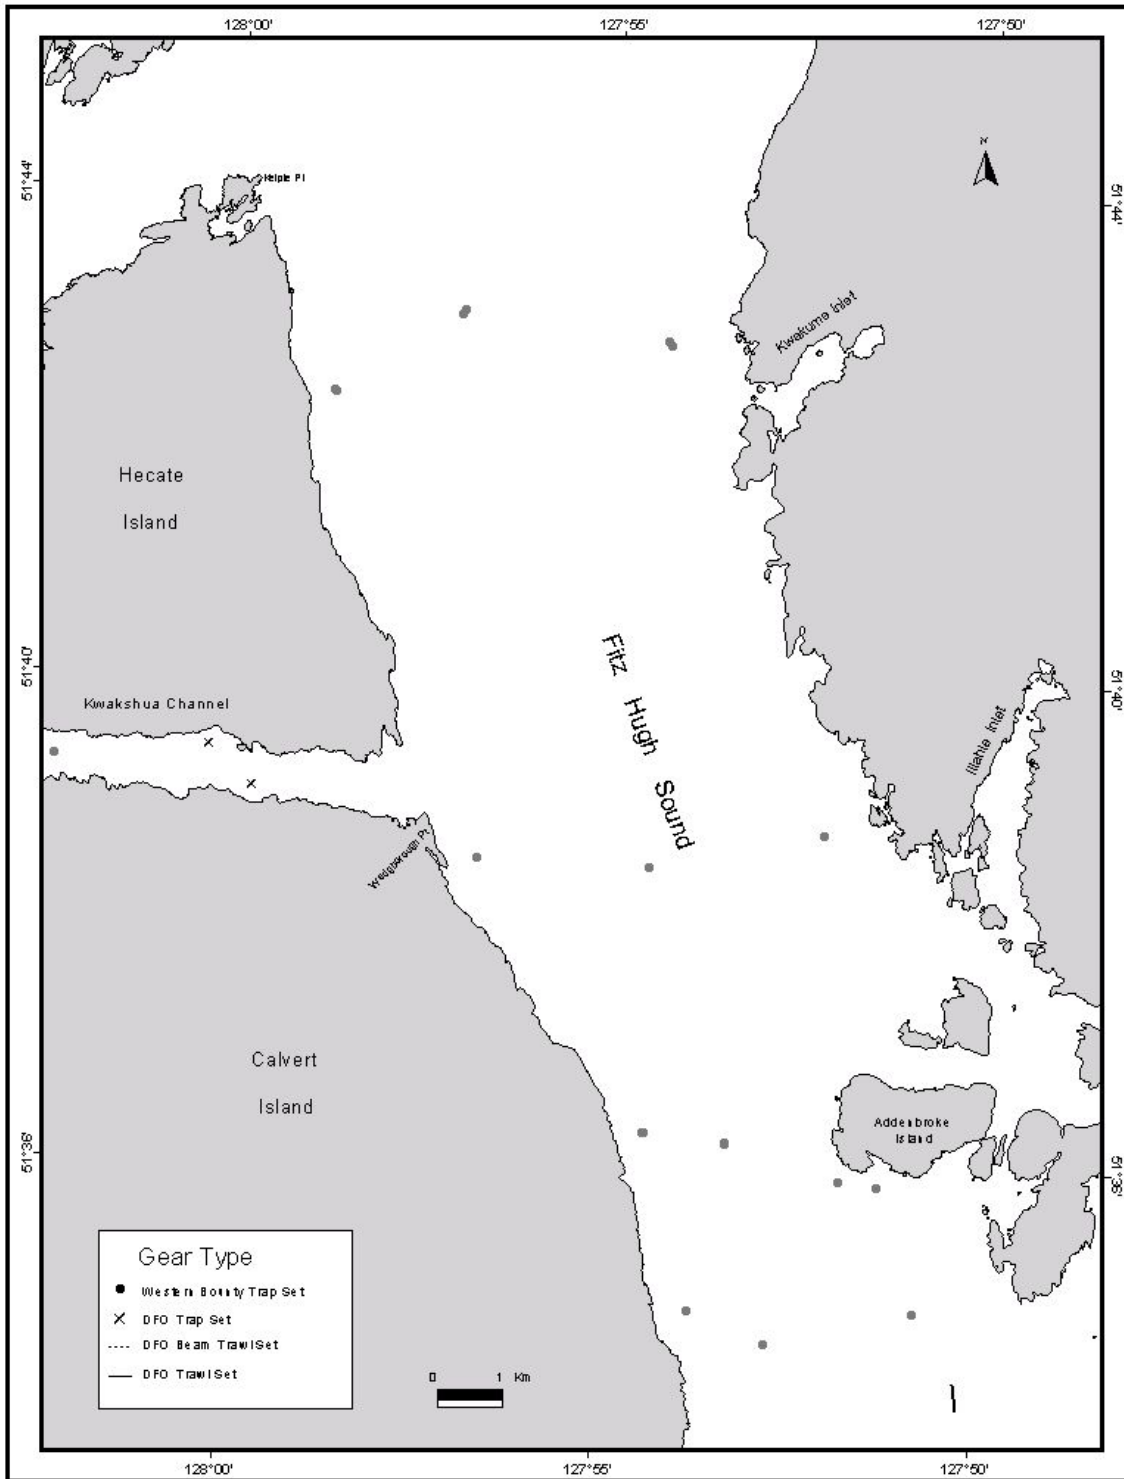 128°00'
127°55'
127°50'
51°44'
51°44'
N
Kelpie Pt
Kwakume Inlet
Hecate
Island
Fitz Hugh Sound
51°40'
51°40'
Kwakshua Channel
Illahie Inlet
Wedgborough Pt
Calvert
Island
Addenbroke
Island
51°36'
51°36'
Gear Type
Western Bounty Trap Set
DFO Trap Set
DFO Beam Trawl Set
DFO Trawl Set
0 1 Km
128°00'
127°55'
127°50'